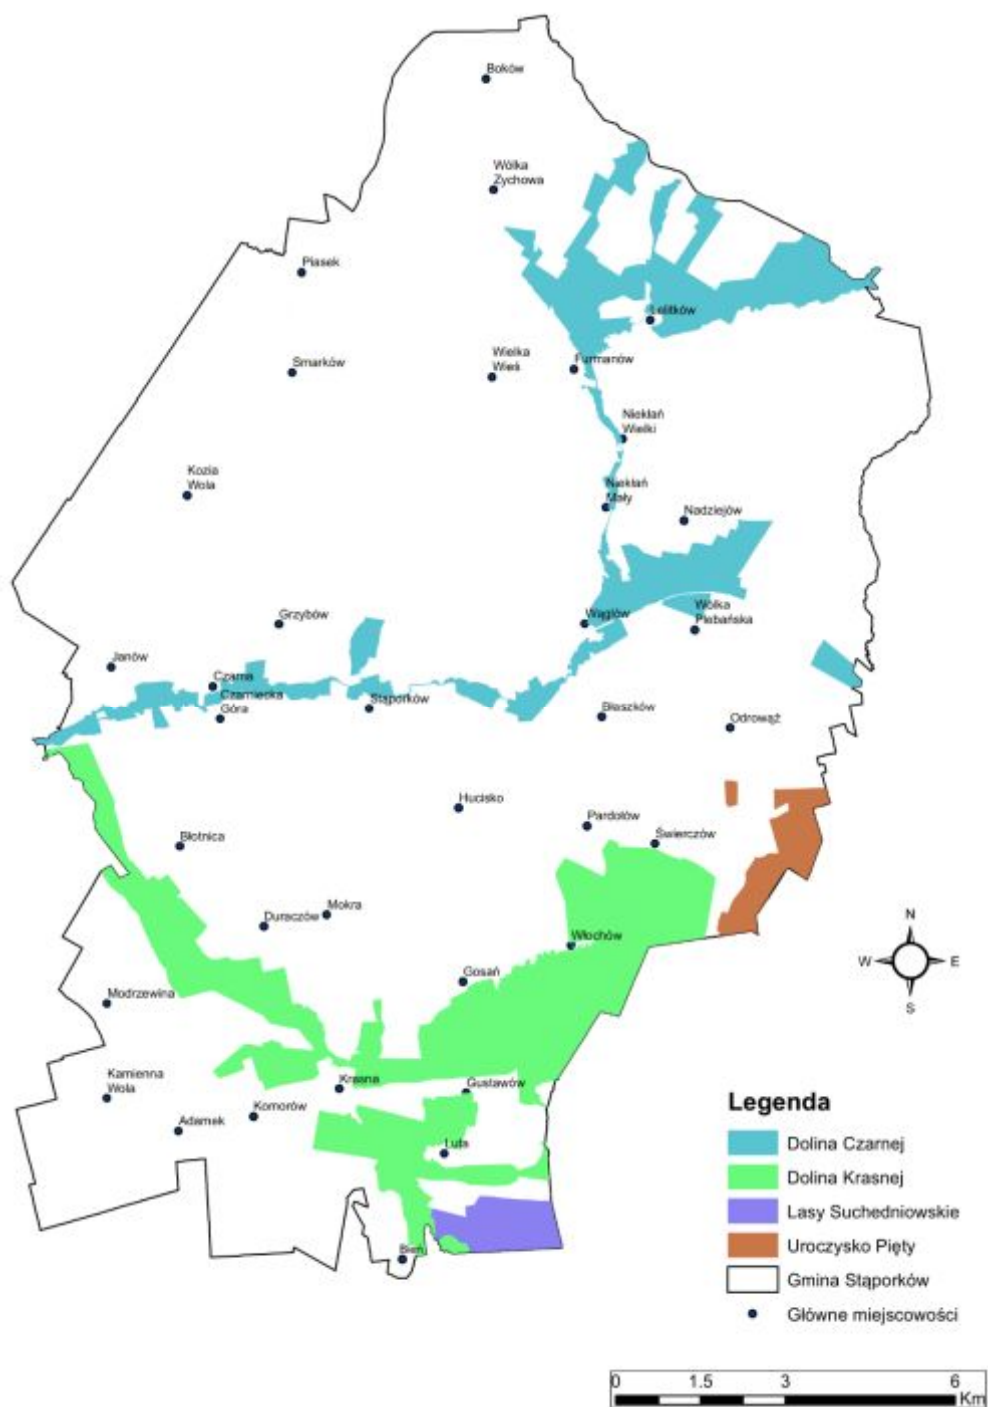 Boków
Wólka
Zychowa
Piasek
Lelitków
Wielka
Wieś
Furmanów
Smarków
Niekłań
Wielki
Kozia
Wola
Niekłań
Mały
Nadziejów
Grzybów
Wąglów
Wólka
Plebańska
Janów
Czarna
Czarniecka
Góra
Stąporków
Błaszków
Odrowąż
Hucisko
Pardołów
Świerczów
Błotnica
Mokra
Duraczów
Włochów
Gosań
Modrzewina
N
W
E
S
Kamienna
Wola
Krasna
Gustawów
Komorów
Adamek
Luta
Bień
Legenda
Dolina Czarnej
Dolina Krasnej
Lasy Suchedniowskie
Uroczysko Pięty
Gmina Stąporków
Główne miejscowości
0 1.5 3 6
Km